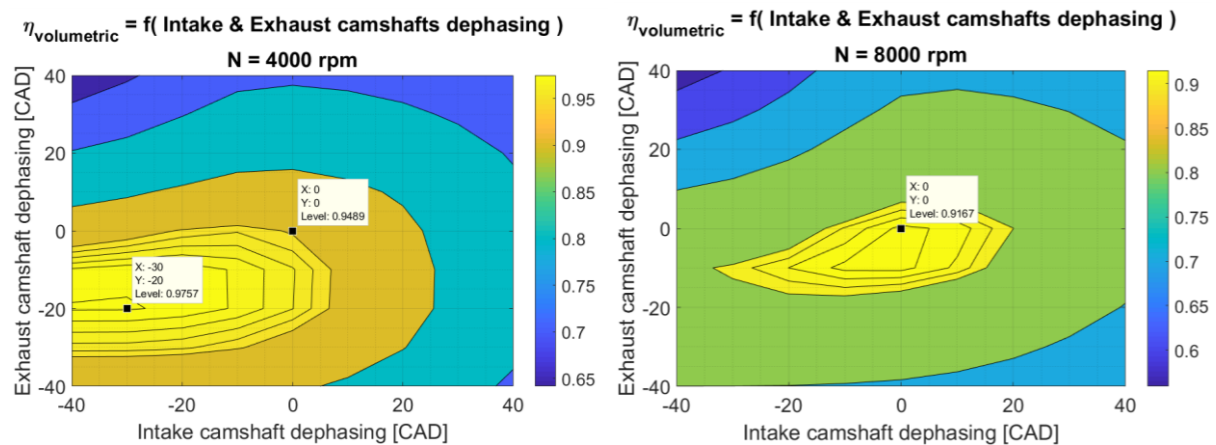 η volumetric = f( Intake & Exhaust camshafts dephasing )
N = 4000 rpm
Exhaust camshaft dephasing [CAD]
40
20
0
-20
-40
X: 0
Y: 0
Level: 0.9489
X: -30
Y: -20
Level: 0.9757
-40
-20
0
20
40
Intake camshaft dephasing [CAD]
0.95
0.9
0.85
0.8
0.75
0.7
0.65
η volumetric = f( Intake & Exhaust camshafts dephasing )
N = 8000 rpm
Exhaust camshaft dephasing [CAD]
40
20
0
-20
-40
X: 0
Y: 0
Level: 0.9167
-40
-20
0
20
40
Intake camshaft dephasing [CAD]
0.9
0.85
0.8
0.75
0.7
0.65
0.6